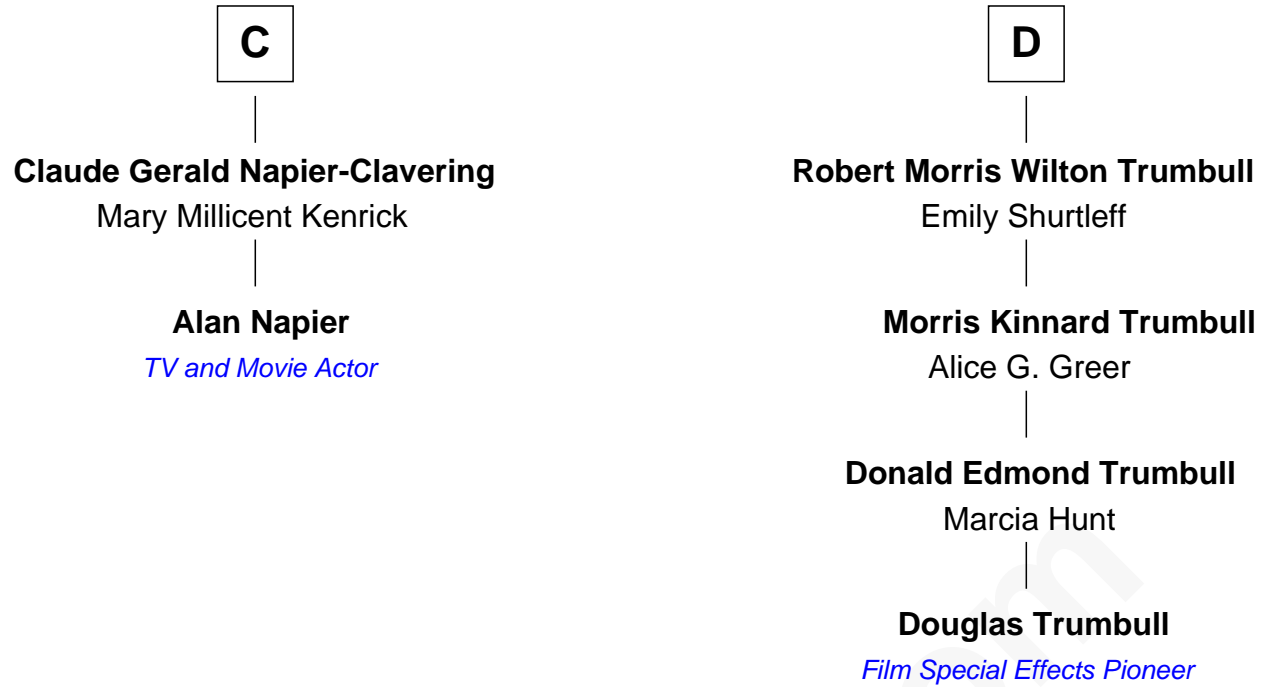 C
Claude Gerald Napier-Clavering
Mary Millicent Kenrick
Alan Napier
TV and Movie Actor
D
Robert Morris Wilton Trumbull
Emily Shurtleff
Morris Kinnard Trumbull
Alice G. Greer
Donald Edmond Trumbull
Marcia Hunt
Douglas Trumbull
Film Special Effects Pioneer